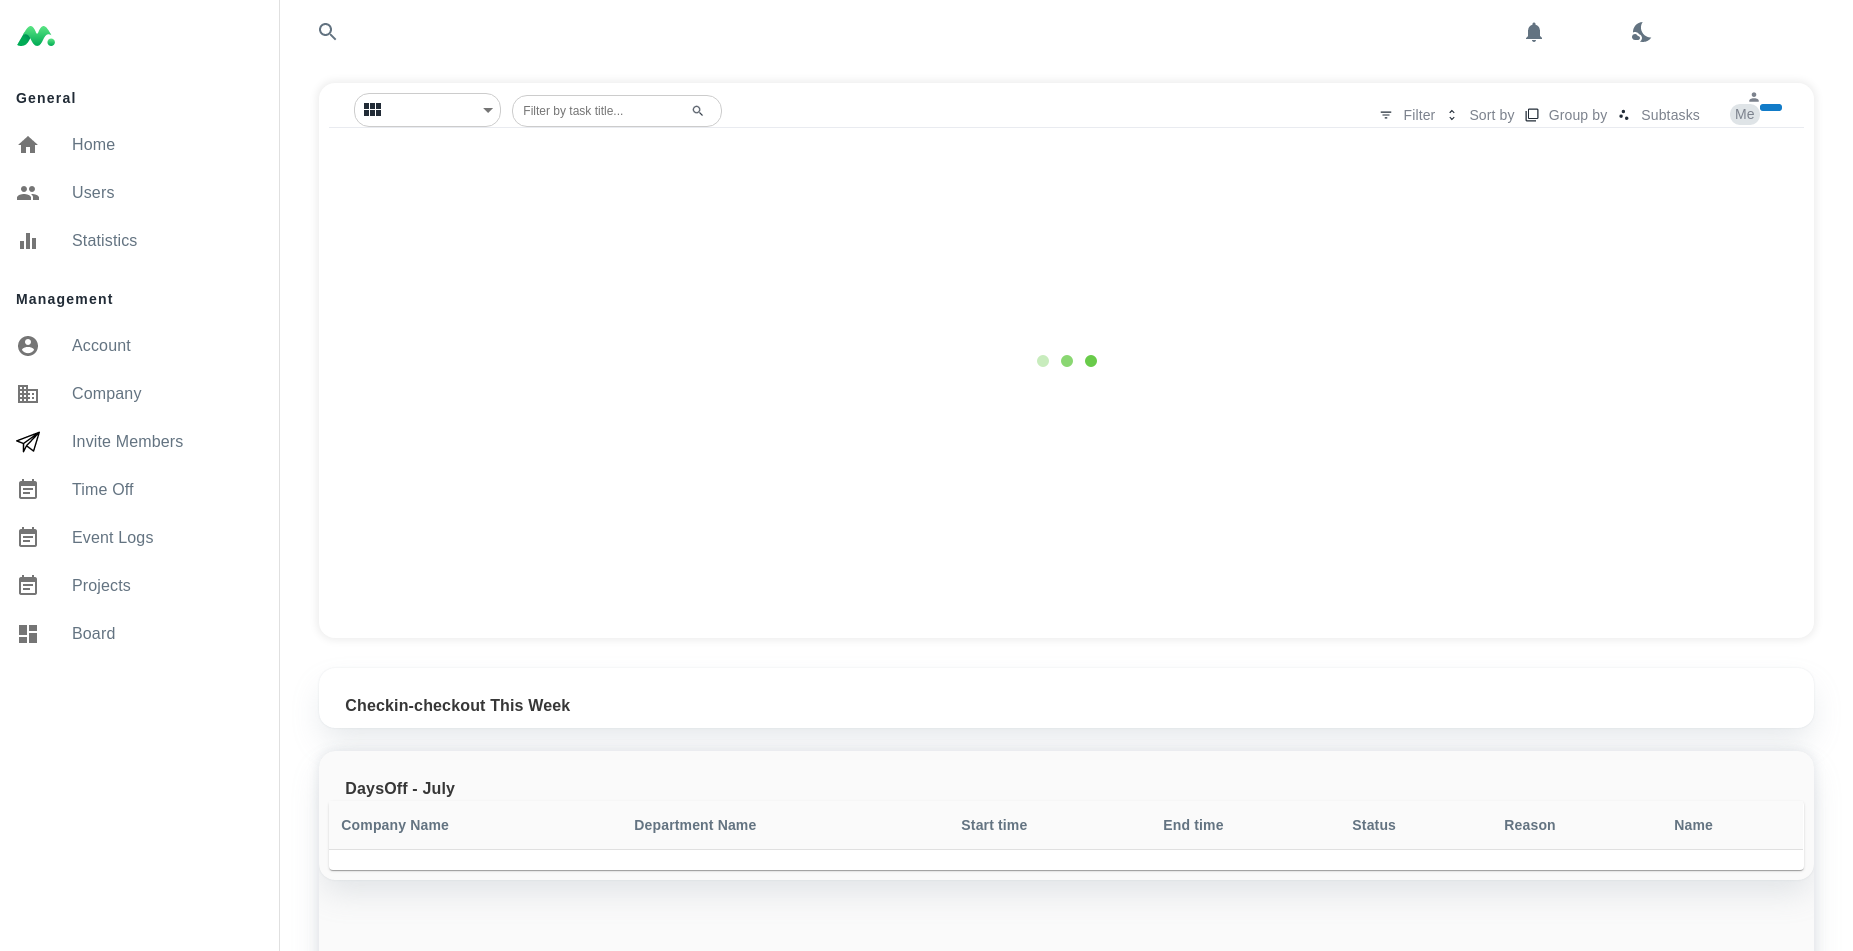 General
Home
Users
Statistics
Management
Account
Company
Invite Members
Time Off
Event Logs
Projects
Board
Filter by task title...
Filter
Sort by
Group by
Subtasks
Me
Checkin-checkout This Week
DaysOff - July
Company Name Department Name Start time End time Status Reason Name